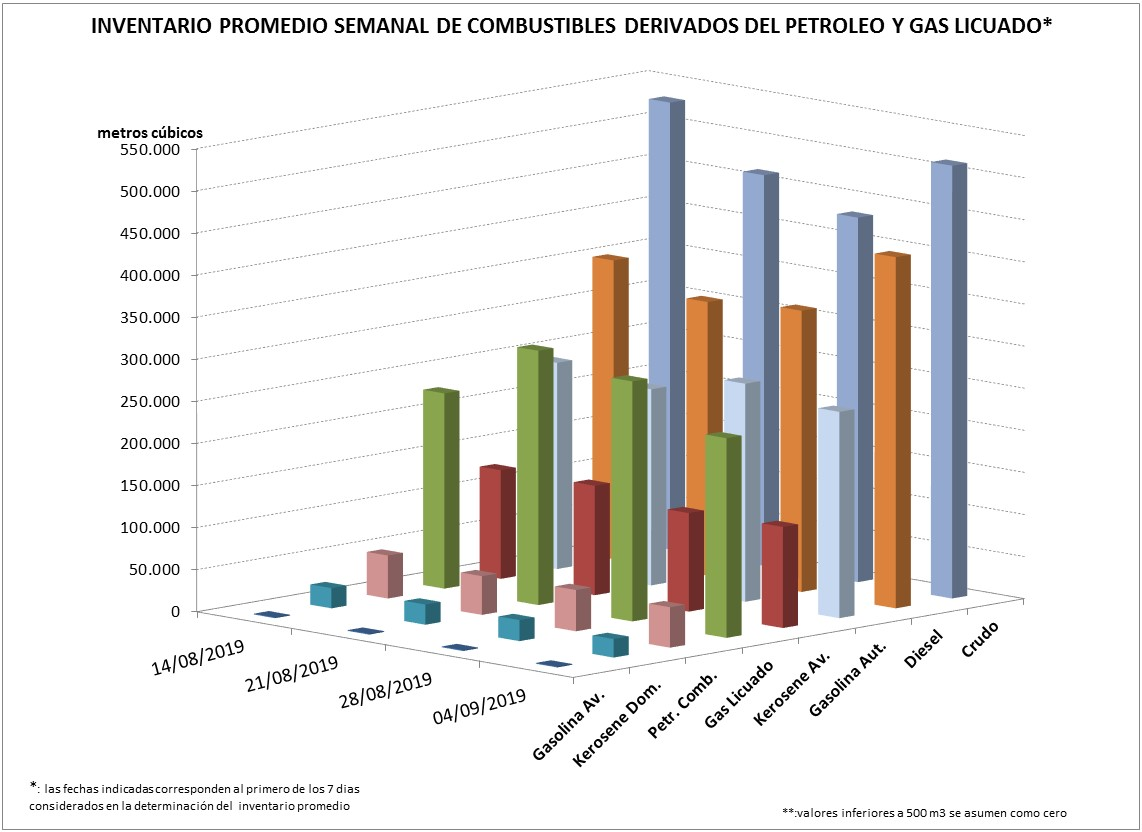 INVENTARIO PROMEDIO SEMANAL DE COMBUSTIBLES DERIVADOS DEL PETROLEO Y GAS LICUADO*
metros cúbicos
550.000
500.000
450.000
400.000
350.000
300.000
250.000
200.000
150.000
100.000
50.000
0
14/08/2019
21/08/2019
28/08/2019
04/09/2019
Gasolina Av.
Kerosene Dom.
Petr. Comb.
Gas Licuado
Kerosene Av.
Gasolina Aut.
Diesel
Crudo
*: las fechas indicadas corresponden al primero de los 7 dias
considerados en la determinación del inventario promedio
**:valores inferiores a 500 m3 se asumen como cero